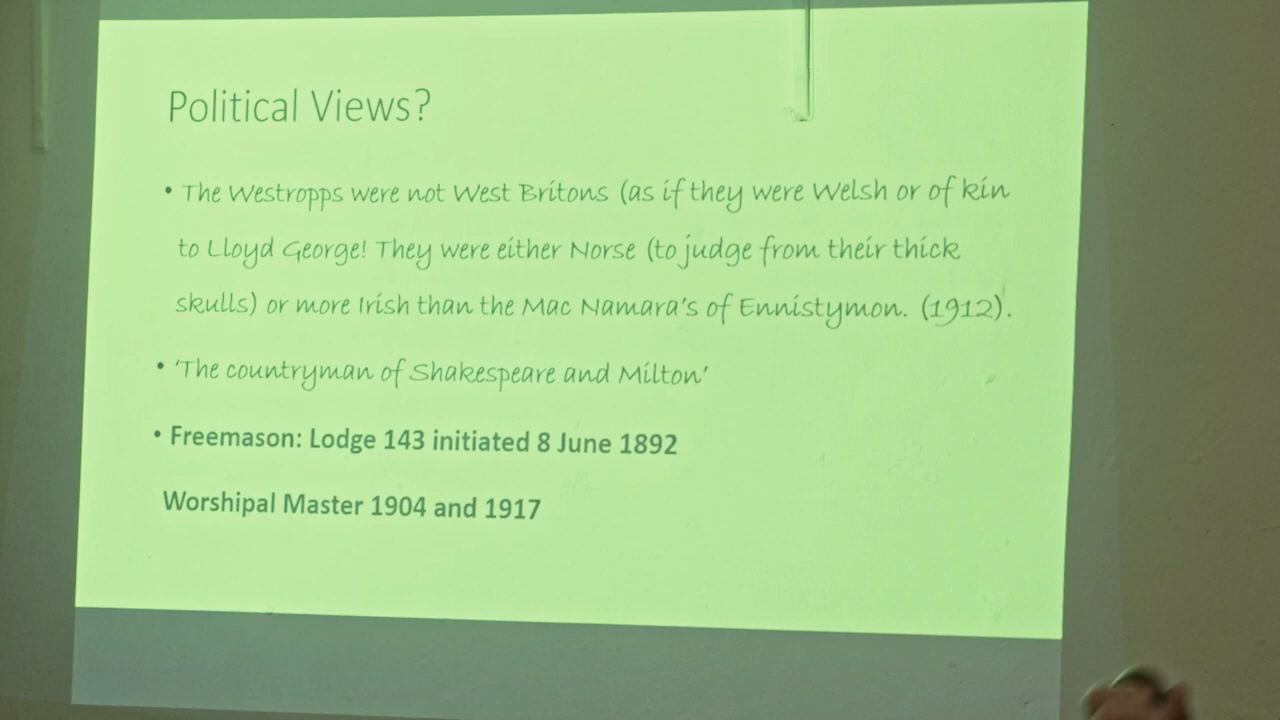 Political Views?
• The Westropps were not West Britons (as if they were Welsh or of kin
to Lloyd George! They were either Norse (to judge from their thick
skulls) or more Irish than the Mac Namara's of Ennistymon. (1912).
• 'The countryman of Shakespeare and Milton'
• Freemason: Lodge 143 initiated 8 June 1892
Worshipal Master 1904 and 1917